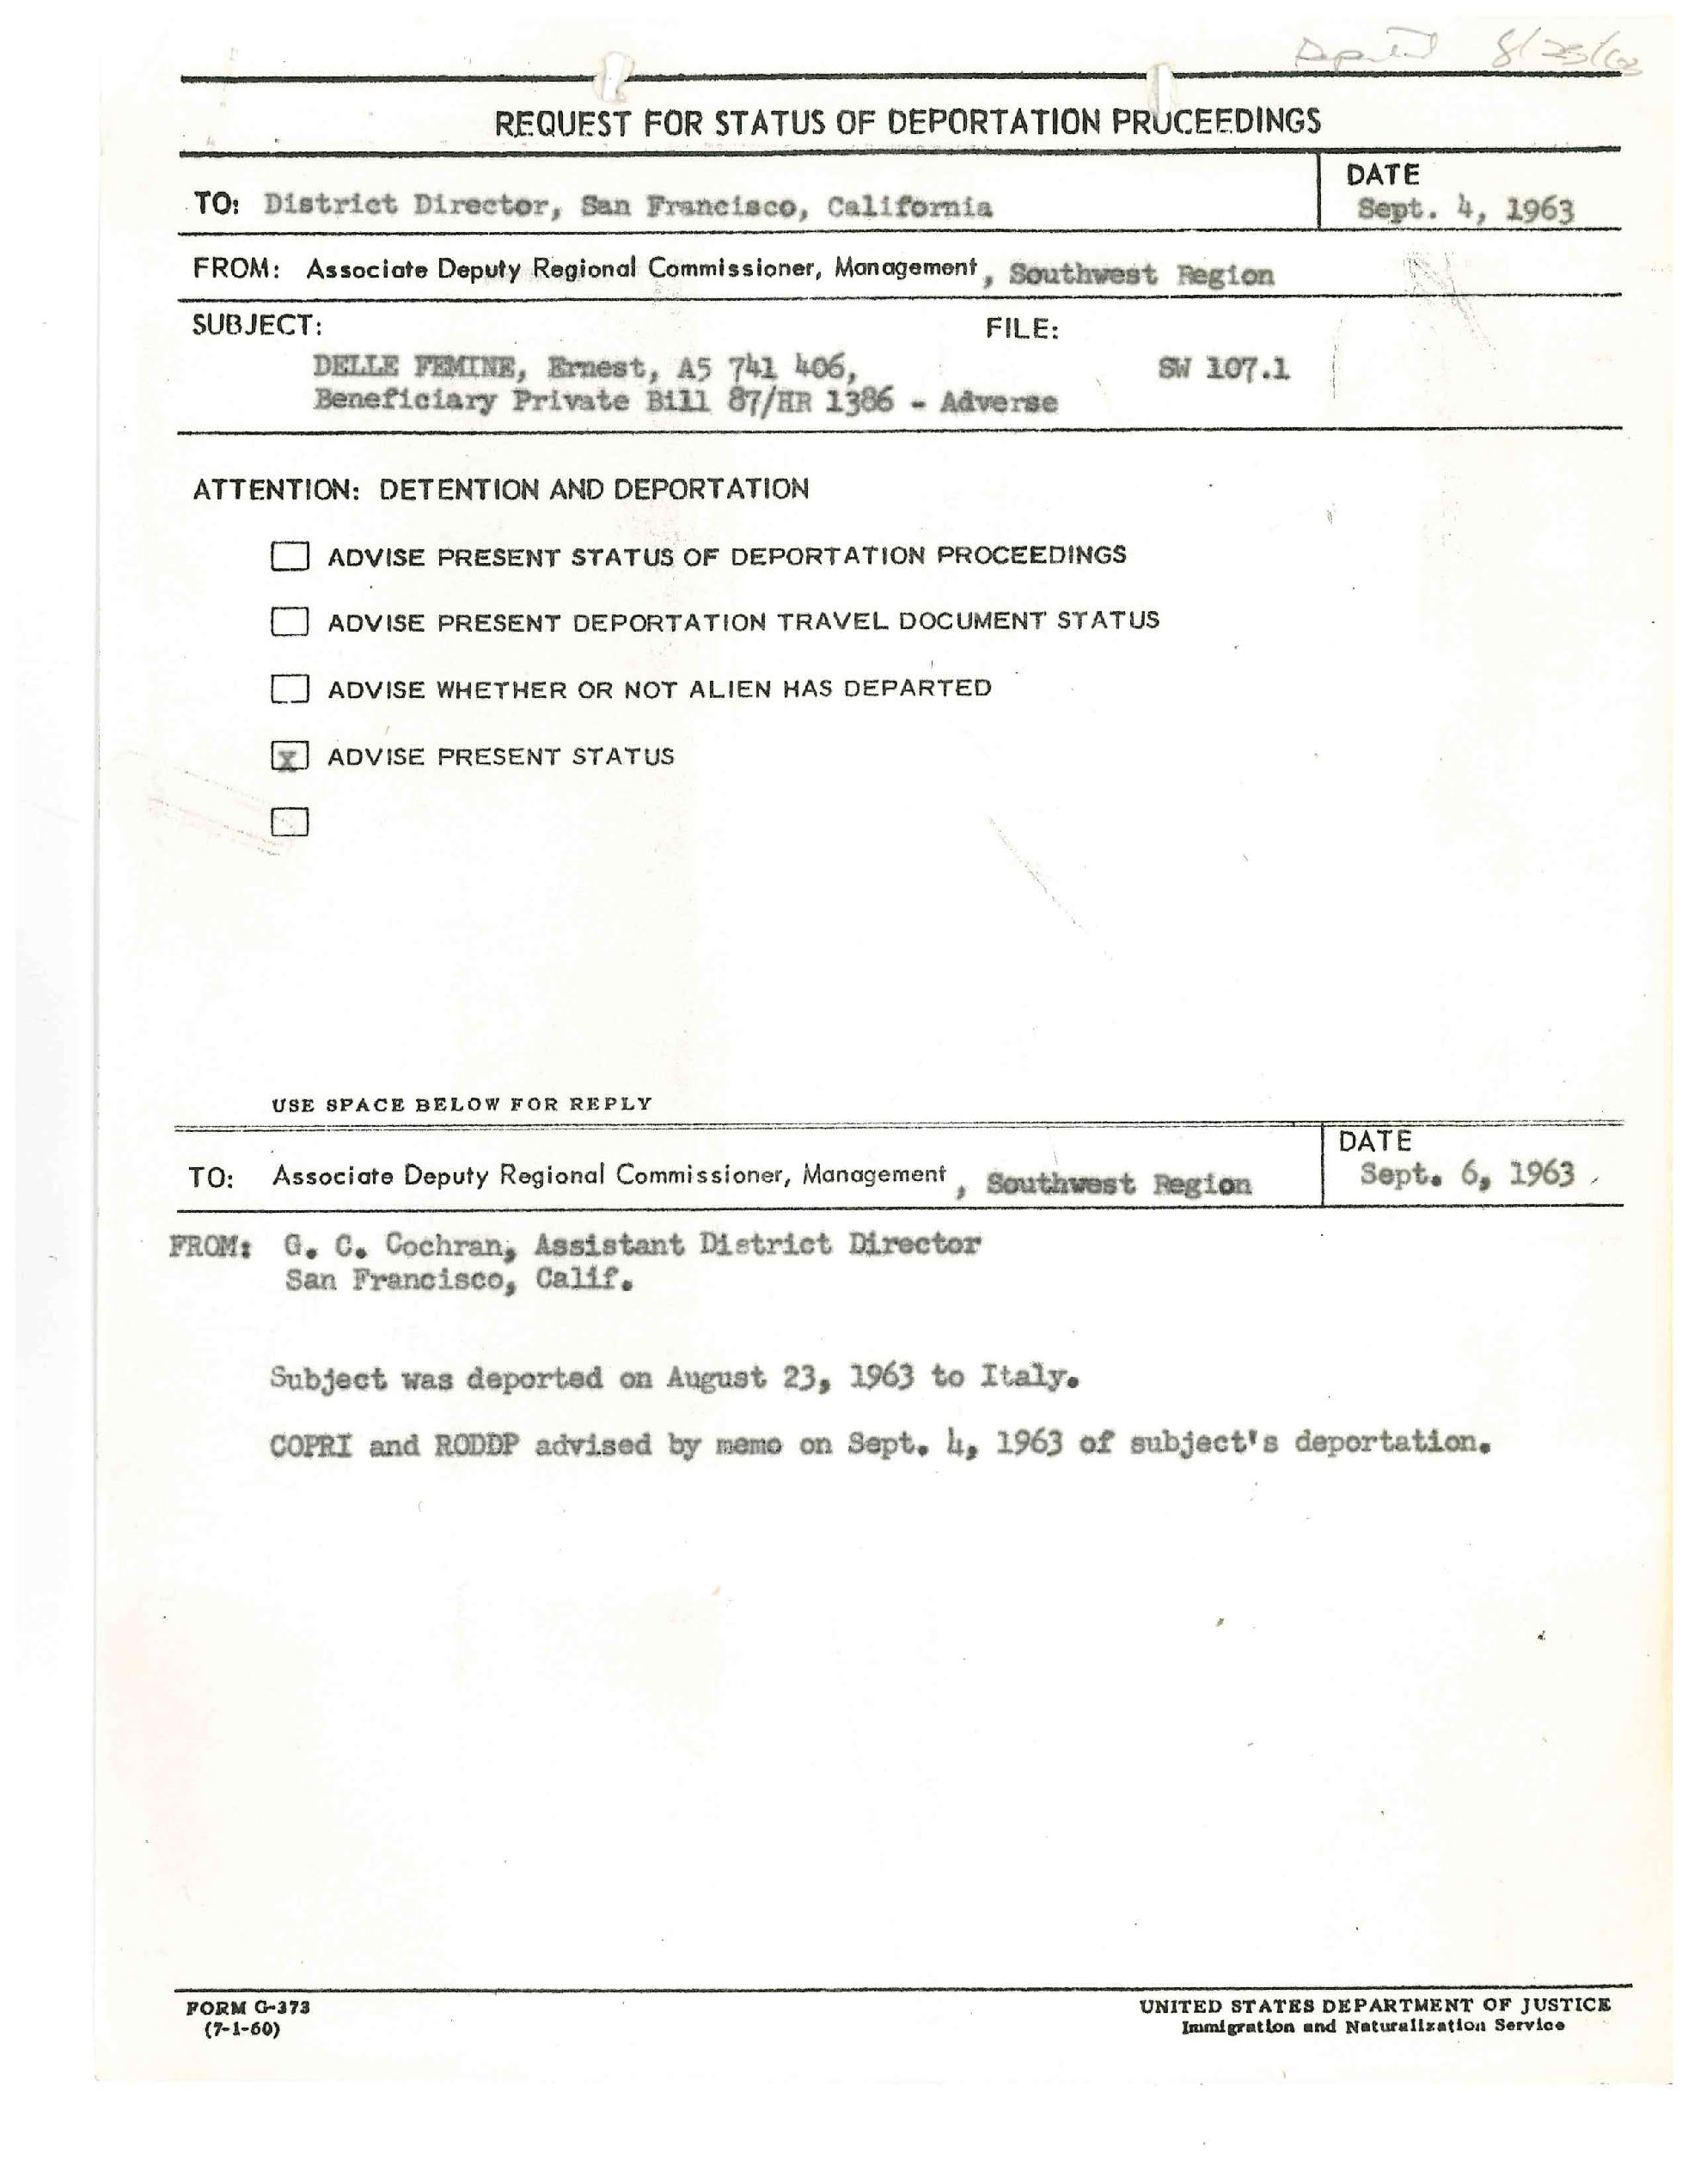 Deported 8/23/63
REQUEST FOR STATUS OF DEPORTATION PROCEEDINGS
TO: District Director, San Francisco, California
DATE
Sept. 4, 1963
FROM: Associate Deputy Regional Commissioner, Management, Southwest Region
SUBJECT: FILE:
DELLE FEMINE, Ernest, A5 741 406, SW 107.1
Beneficiary Private Bill 87/HR 1386 - Adverse
ATTENTION: DETENTION AND DEPORTATION
ADVISE PRESENT STATUS OF DEPORTATION PROCEEDINGS
ADVISE PRESENT DEPORTATION TRAVEL DOCUMENT STATUS
ADVISE WHETHER OR NOT ALIEN HAS DEPARTED
x ADVISE PRESENT STATUS
USE SPACE BELOW FOR REPLY
TO: Associate Deputy Regional Commissioner, Management, Southwest Region
DATE
Sept. 6, 1963
FROM: G. C. Cochran, Assistant District Director
San Francisco, Calif.
Subject was deported on August 23, 1963 to Italy.
COPRI and RODDP advised by memo on Sept. 4, 1963 of subject's deportation.
FORM G-373
(7-1-60)
UNITED STATES DEPARTMENT OF JUSTICE
Immigration and Naturalization Service